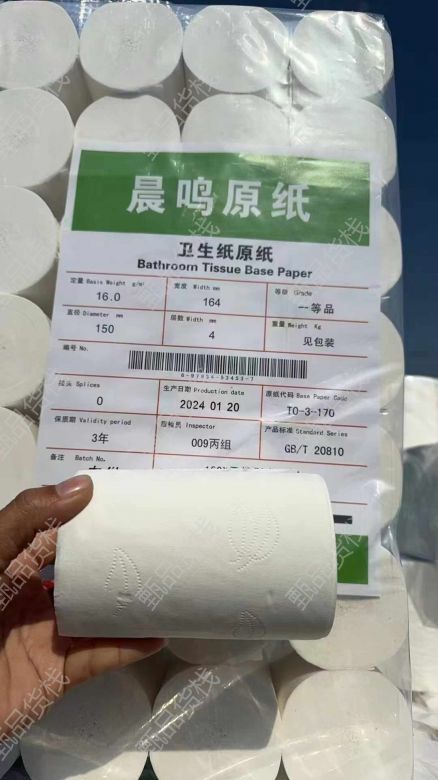 晨鸣原纸
卫生纸原纸
Bathroom Tissue Base Paper
定量 Basis Weight g/m² 宽度 Width mm 等级 Grade
16.0 164 一等品
直径 Diameter mm 层数 Width mm 重量 Weight Kg
150 4 见包装
编号 No.
拉头 Splices 生产日期 Production date 原纸代码 Base Paper Code
0 2024 01 20 TO-3-170
保质期 Validity period 检验员 Inspector 产品标准 Standard Series
3年 009丙组 GB/T 20810
备注 Batch No.
甄品货栈